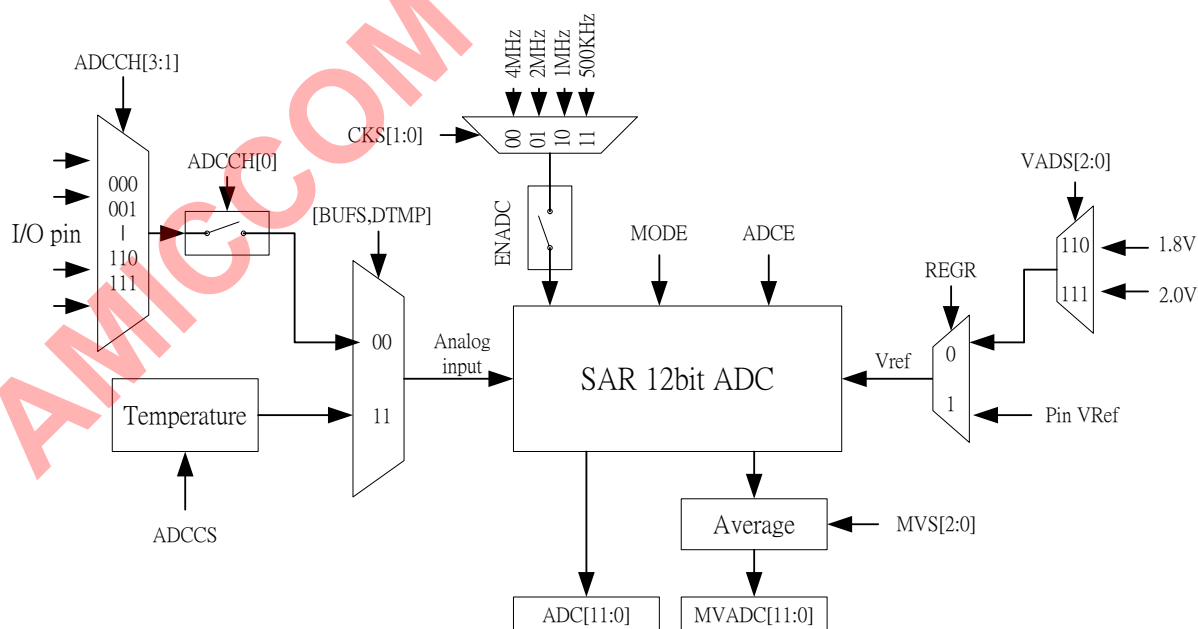 ADCCH[3:1]
4MHz
2MHz
1MHz
500KHz
CKS[1:0]
00
01
10
11
ADCCH[0]
VADS[2:0]
I/O pin
000
001
|
110
111
[BUFS,DTMP]
ENADC
MODE
ADCE
REGR
110
111
1.8V
2.0V
00
11
Analog
input
SAR 12bit ADC
Vref
0
1
Pin VRef
Temperature
ADCCS
Average
MVS[2:0]
ADC[11:0]
MVADC[11:0]
AMICCOM